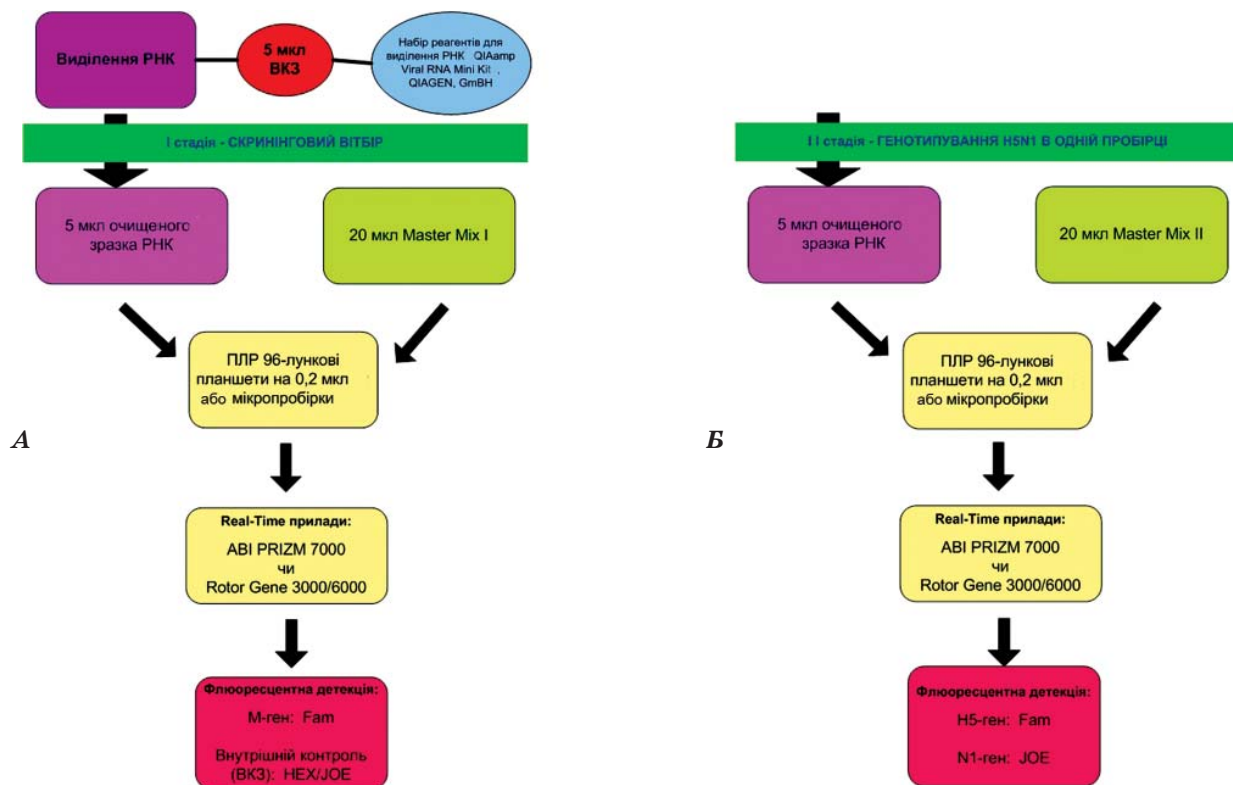 Виділення РНК
5 мкл
ВКЗ
Набір реагентів для
виділення РНК QIAamp
Viral RNA Mini Kit ,
QIAGEN, GmBH
І стадія - СКРИНІНГОВИЙ ВІТБІР
5 мкл очищеного
зразка РНК
20 мкл Master Mix I
ПЛР 96-лункові
планшети на 0,2 мкл
або мікропробірки
А
Real-Time прилади:
ABI PRIZM 7000
чи
Rotor Gene 3000/6000
Флюоресцентна детекція:
М-ген: Fam
Внутрішній контроль
(ВКЗ): HEX/JOE
І І стадія - ГЕНОТИПУВАННЯ H5N1 В ОДНІЙ ПРОБІРЦІ
5 мкл очищеного
зразка РНК
20 мкл Master Mix II
ПЛР 96-лункові
планшети на 0,2 мкл
або мікропробірки
Б
Real-Time прилади:
ABI PRIZM 7000
чи
Rotor Gene 3000/6000
Флюоресцентна детекція:
H5-ген: Fam
N1-ген: JOE